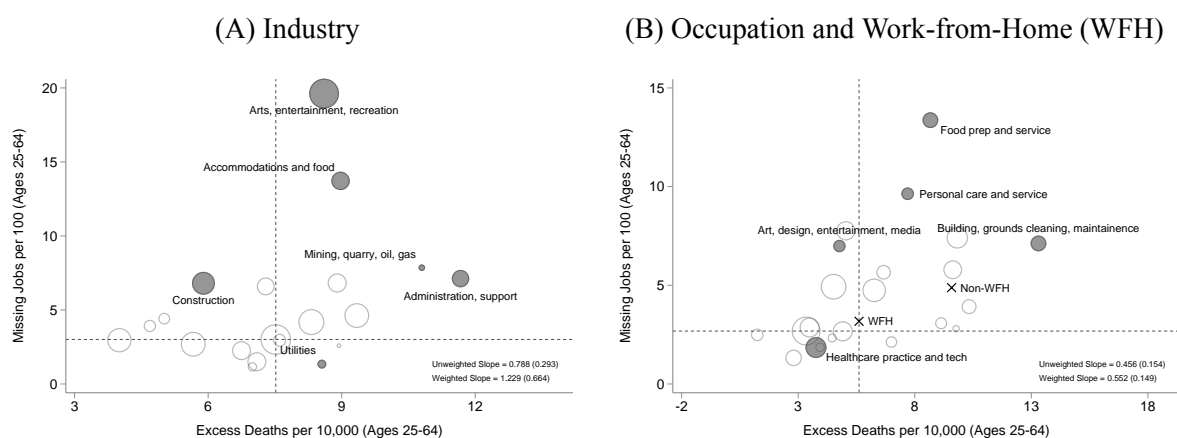 (A) Industry
Missing Jobs per 100 (Ages 25-64)
20
15
10
5
0
Arts, entertainment, recreation
Accommodations and food
Mining, quarry, oil, gas
Construction
Administration, support
Utilities
Unweighted Slope = 0.788 (0.293)
Weighted Slope = 1.229 (0.664)
3 6 9 12
Excess Deaths per 10,000 (Ages 25-64)
(B) Occupation and Work-from-Home (WFH)
Missing Jobs per 100 (Ages 25-64)
15
10
5
0
Food prep and service
Personal care and service
Art, design, entertainment, media
Building, grounds cleaning, maintainence
Non-WFH
WFH
Healthcare practice and tech
Unweighted Slope = 0.456 (0.154)
Weighted Slope = 0.552 (0.149)
-2 3 8 13 18
Excess Deaths per 10,000 (Ages 25-64)